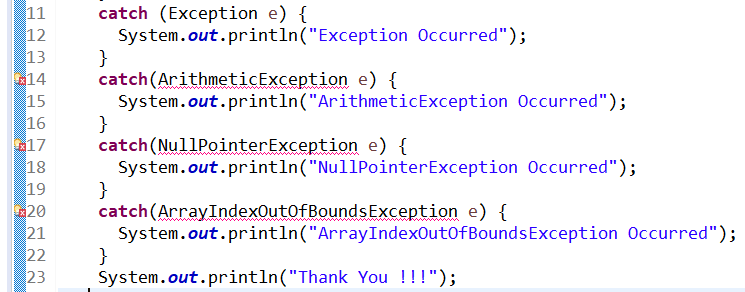 11 catch (Exception e) {
12 System.out.println("Exception Occurred");
13 }
14 catch(ArithmeticException e) {
15 System.out.println("ArithmeticException Occurred");
16 }
17 catch(NullPointerException e) {
18 System.out.println("NullPointerException Occurred");
19 }
20 catch(ArrayIndexOutOfBoundsException e) {
21 System.out.println("ArrayIndexOutOfBoundsException Occurred");
22 }
23 System.out.println("Thank You !!!");